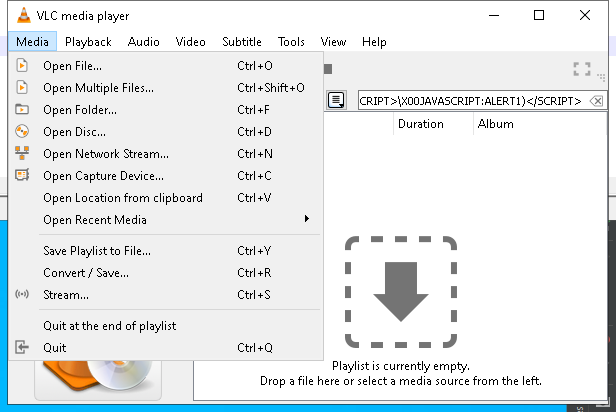 VLC media player
Media Playback Audio Video Subtitle Tools View Help
Open File... Ctrl+O
Open Multiple Files... Ctrl+Shift+O
Open Folder... Ctrl+F
CRIPT>\X00JAVASCRIPT:ALERT1)</SCRIPT>
Open Disc... Ctrl+D
Duration Album
Open Network Stream... Ctrl+N
Open Capture Device... Ctrl+C
Open Location from clipboard Ctrl+V
Open Recent Media
Save Playlist to File... Ctrl+Y
Convert / Save... Ctrl+R
Stream... Ctrl+S
Quit at the end of playlist
Quit Ctrl+Q
Playlist is currently empty.
Drop a file here or select a media source from the left.